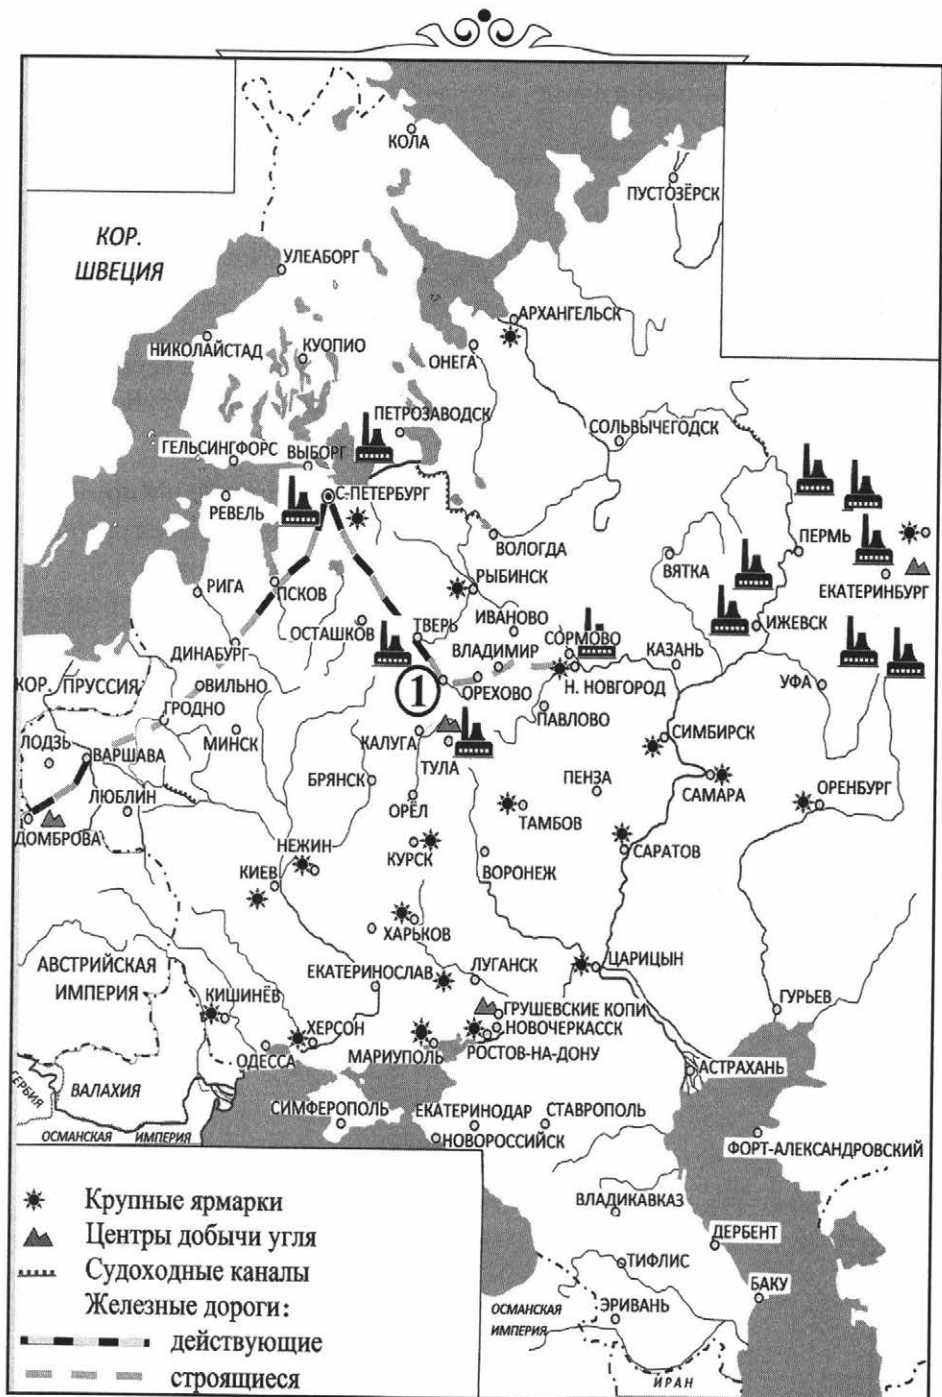 КОЛА
ПУСТОЗЁРСК
КОР.
ШВЕЦИЯ
УЛЕАБОРГ
АРХАНГЕЛЬСК
НИКОЛАЙСТАД
КУОПИО
ОНЕГА
ПЕТРОЗАВОДСК
СОЛЬВЫЧЕГОДСК
ГЕЛЬСИНГФОРС
ВЫБОРГ
С.-ПЕТЕРБУРГ
РЕВЕЛЬ
ВОЛОГДА
ПЕРМЬ
ВЯТКА
ЕКАТЕРИНБУРГ
РИГА
ПСКОВ
РЫБИНСК
ИВАНОВО
ОСТАШКОВ
ТВЕРЬ
ИЖЕВСК
ДИНАБУРГ
ВЛАДИМИР
СОРМОВО
КАЗАНЬ
КОР. ПРУССИЯ
ВИЛЬНО
1
ОРЕХОВО
Н. НОВГОРОД
УФА
ГРОДНО
ПАВЛОВО
ЛОДЗЬ
ВАРШАВА
МИНСК
КАЛУГА
ТУЛА
СИМБИРСК
БРЯНСК
ПЕНЗА
САМАРА
ОРЕНБУРГ
ЛЮБЛИН
ОРЁЛ
ТАМБОВ
ДОМБРОВА
НЕЖИН
КУРСК
ВОРОНЕЖ
САРАТОВ
КИЕВ
ХАРЬКОВ
АВСТРИЙСКАЯ
ИМПЕРИЯ
ЕКАТЕРИНОСЛАВ
ЛУГАНСК
ЦАРИЦЫН
КИШИНЁВ
ГРУШЕВСКИЕ КОПИ
ГУРЬЕВ
ХЕРСОН
НОВОЧЕРКАССК
ОДЕССА
МАРИУПОЛЬ
РОСТОВ-НА-ДОНУ
АСТРАХАНЬ
СЕРБИЯ
ВАЛАХИЯ
СИМФЕРОПОЛЬ
ЕКАТЕРИНОДАР
СТАВРОПОЛЬ
ОСМАНСКАЯ ИМПЕРИЯ
НОВОРОССИЙСК
ФОРТ-АЛЕКСАНДРОВСКИЙ
ВЛАДИКАВКАЗ
ДЕРБЕНТ
ТИФЛИС
БАКУ
ОСМАНСКАЯ
ИМПЕРИЯ
ЭРИВАНЬ
ИРАН
Крупные ярмарки
Центры добычи угля
Судоходные каналы
Железные дороги:
действующие
строящиеся